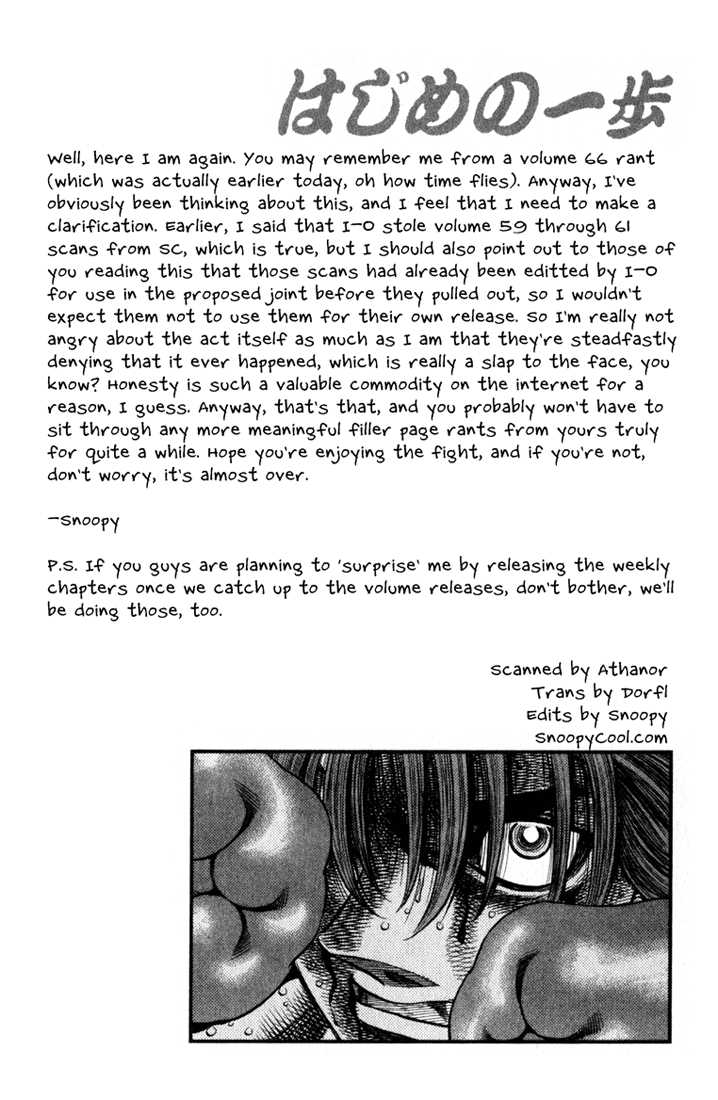 はじめの一歩
Well, here I am again. You may remember me from a volume 66 rant
(which was actually earlier today, oh how time flies). Anyway, I've
obviously been thinking about this, and I feel that I need to make a
clarification. Earlier, I said that I-O stole volume 59 through 61
scans from SC, which is true, but I should also point out to those of
you reading this that those scans had already been editted by I-O
for use in the proposed joint before they pulled out, so I wouldn't
expect them not to use them for their own release. So I'm really not
angry about the act itself as much as I am that they're steadfastly
denying that it ever happened, which is really a slap to the face, you
know? Honesty is such a valuable commodity on the internet for a
reason, I guess. Anyway, that's that, and you probably won't have to
sit through any more meaningful filler page rants from yours truly
for quite a while. Hope you're enjoying the fight, and if you're not,
don't worry, it's almost over.
-Snoopy
P.S. If you guys are planning to 'surprise' me by releasing the weekly
chapters once we catch up to the volume releases, don't bother, we'll
be doing those, too.
Scanned by Athanor
Trans by Dorfl
Edits by Snoopy
SnoopyCool.com